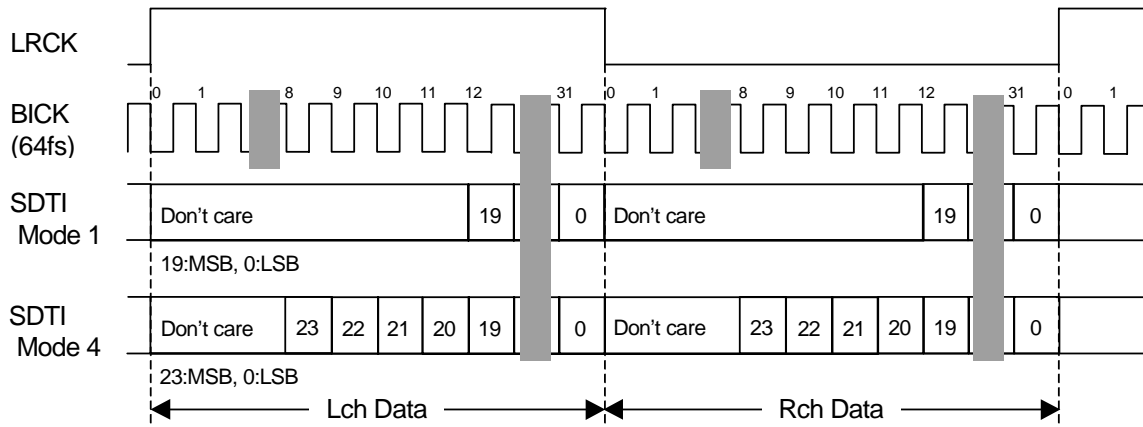 LRCK
BICK
(64fs)
0 1 8 9 10 11 12 31 0 1 8 9 10 11 12 31 0 1
SDTI
Mode 1
Don't care 19 0 Don't care 19 0
19:MSB, 0:LSB
SDTI
Mode 4
Don't care 23 22 21 20 19 0 Don't care 23 22 21 20 19 0
23:MSB, 0:LSB
Lch Data Rch Data